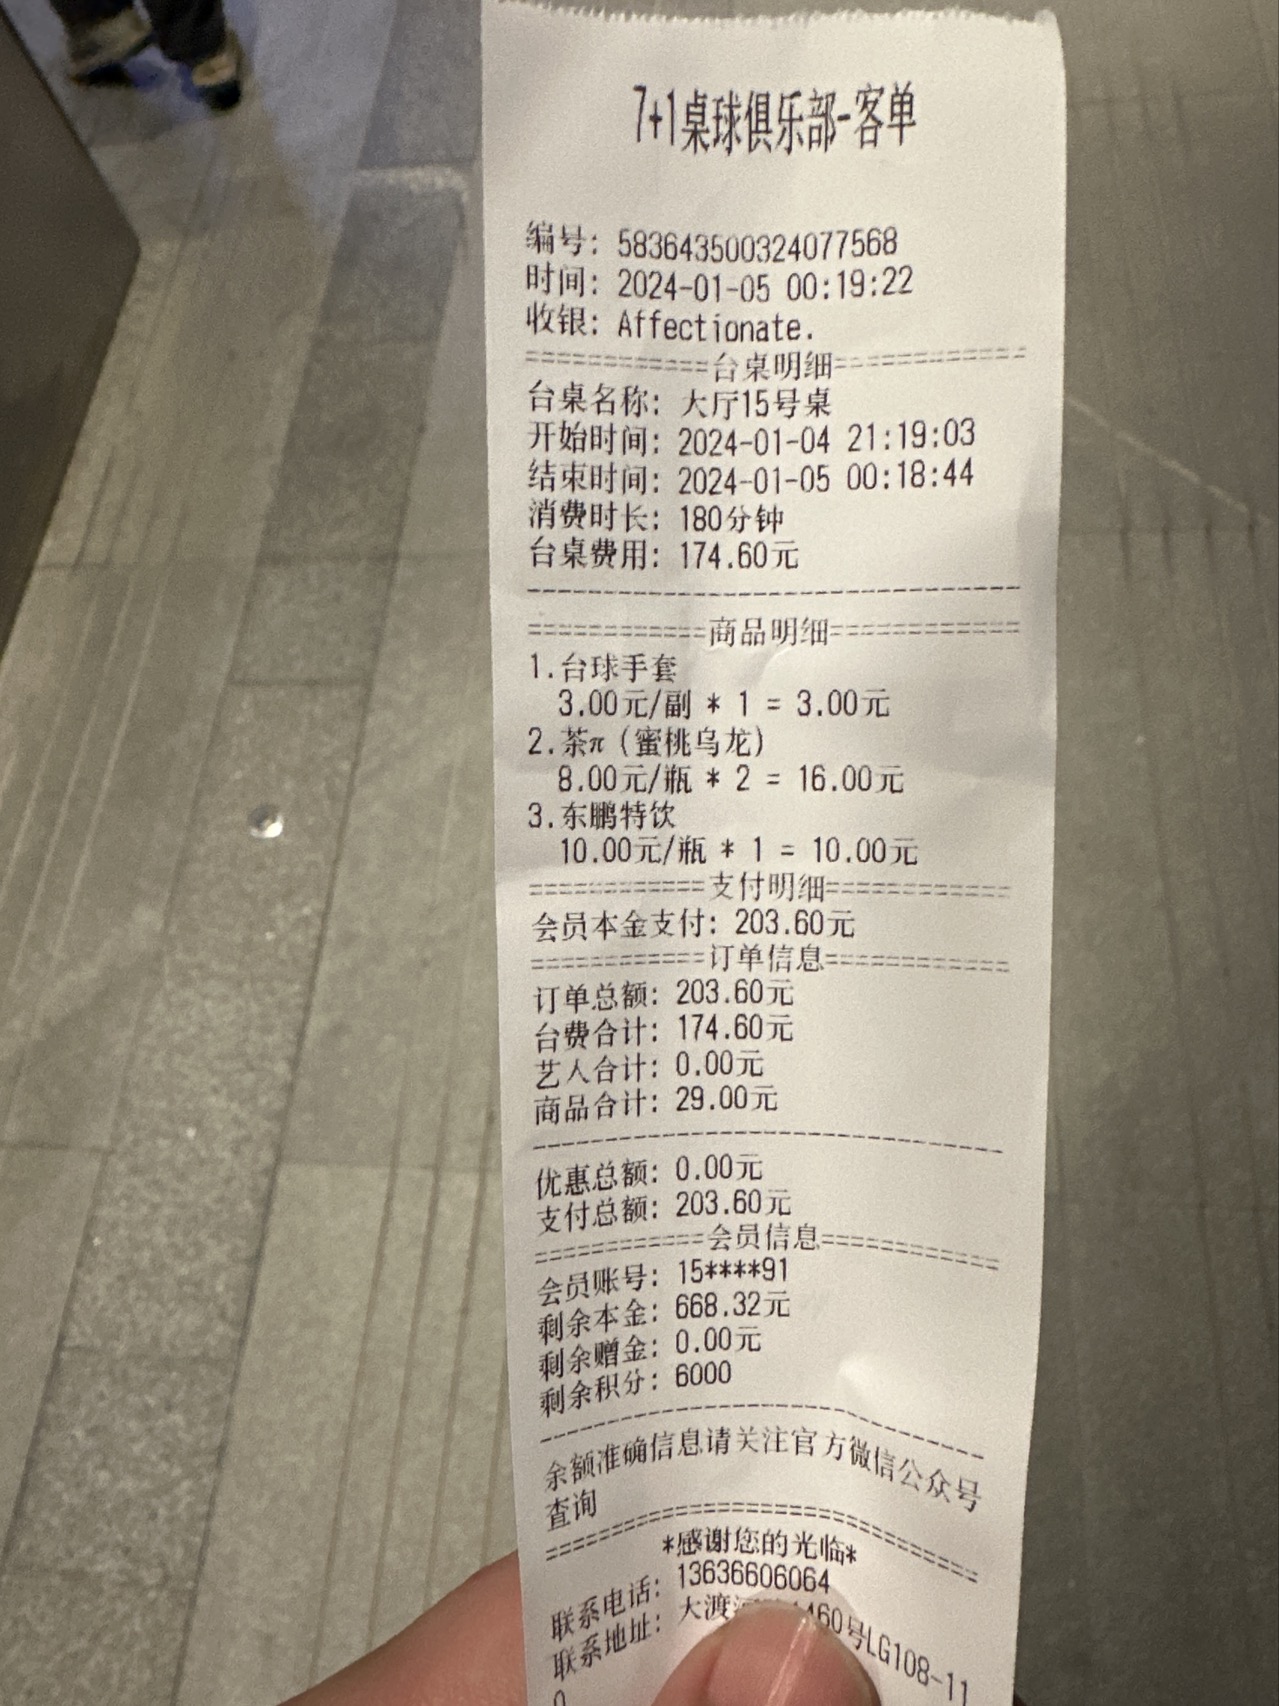 7+1桌球俱乐部-客单
编号: 583643500324077568
时间: 2024-01-05 00:19:22
收银: Affectionate.
============台桌明细============
台桌名称: 大厅15号桌
开始时间: 2024-01-04 21:19:03
结束时间: 2024-01-05 00:18:44
消费时长: 180分钟
台桌费用: 174.60元
--------------------------------
============商品明细============
1.台球手套
3.00元/副 * 1 = 3.00元
2.茶π(蜜桃乌龙)
8.00元/瓶 * 2 = 16.00元
3.东鹏特饮
10.00元/瓶 * 1 = 10.00元
============支付明细============
会员本金支付: 203.60元
============订单信息============
订单总额: 203.60元
台费合计: 174.60元
艺人合计: 0.00元
商品合计: 29.00元
--------------------------------
优惠总额: 0.00元
支付总额: 203.60元
============会员信息============
会员账号: 15****91
剩余本金: 668.32元
剩余赠金: 0.00元
剩余积分: 6000
--------------------------------
余额准确信息请关注官方微信公众号
查询
================================
*感谢您的光临*
联系电话: 13636606064
联系地址: 大渡 460号LG108-11